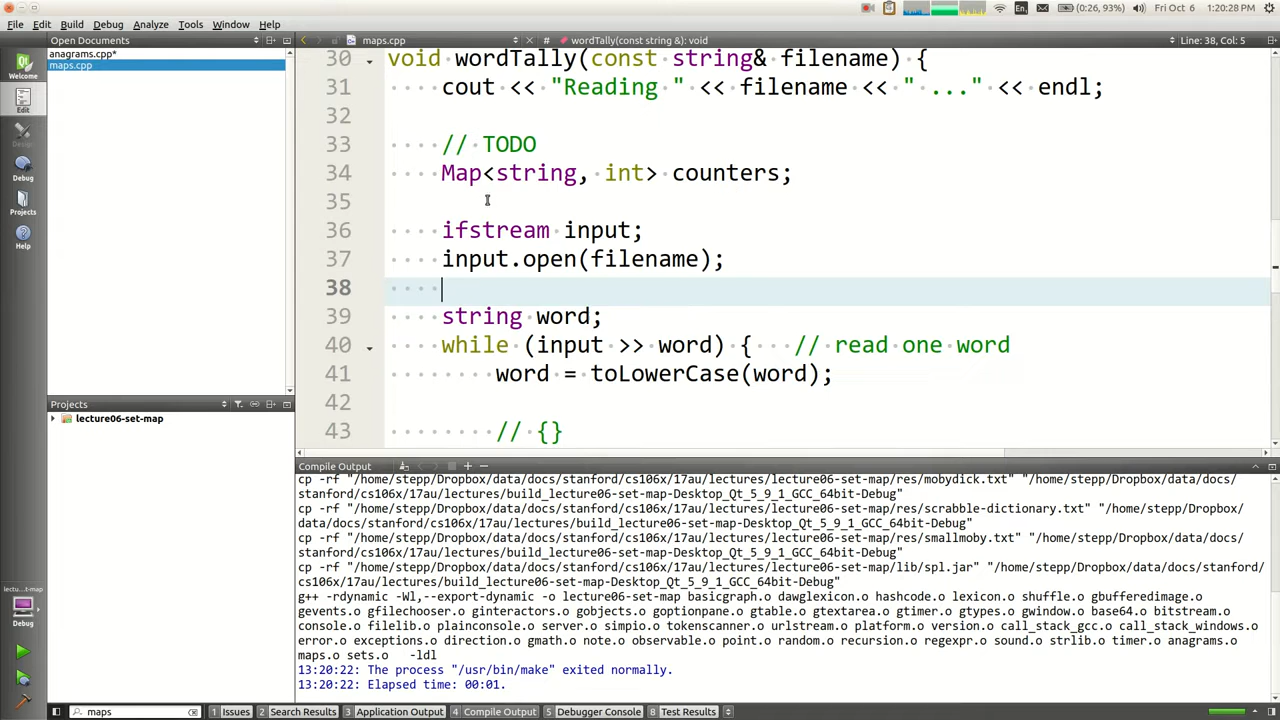 (0:26, 93%) Fri Oct 6 1:20:28 PM
File Edit Build Debug Analyze Tools Window Help
Open Documents
maps.cpp
# wordTally(const string &): void
Line: 38, Col: 5
anagrams.cpp*
maps.cpp
Welcome
Edit
Design
Debug
Projects
Help
30 void wordTally(const string& filename) {
31 cout << "Reading " << filename << " ..." << endl;
32
33 // TODO
34 Map<string, int> counters;
35
36 ifstream input;
37 input.open(filename);
38
39 string word;
40 while (input >> word) { // read one word
41 word = toLowerCase(word);
42
43 // {}
Projects
lecture06-set-map
Compile Output
cp -rf "/home/stepp/Dropbox/data/docs/stanford/cs106x/17au/lectures/lecture06-set-map/res/mobydick.txt" "/home/stepp/Dropbox/data/docs/
stanford/cs106x/17au/lectures/build_lecture06-set-map-Desktop_Qt_5_9_1_GCC_64bit-Debug"
cp -rf "/home/stepp/Dropbox/data/docs/stanford/cs106x/17au/lectures/lecture06-set-map/res/scrabble-dictionary.txt" "/home/stepp/Dropbox/
data/docs/stanford/cs106x/17au/lectures/build_lecture06-set-map-Desktop_Qt_5_9_1_GCC_64bit-Debug"
cp -rf "/home/stepp/Dropbox/data/docs/stanford/cs106x/17au/lectures/lecture06-set-map/res/smallmoby.txt" "/home/stepp/Dropbox/data/docs/
stanford/cs106x/17au/lectures/build_lecture06-set-map-Desktop_Qt_5_9_1_GCC_64bit-Debug"
cp -rf "/home/stepp/Dropbox/data/docs/stanford/cs106x/17au/lectures/lecture06-set-map/lib/spl.jar" "/home/stepp/Dropbox/data/docs/stanford/
cs106x/17au/lectures/build_lecture06-set-map-Desktop_Qt_5_9_1_GCC_64bit-Debug"
g++ -rdynamic -Wl,--export-dynamic -o lecture06-set-map basicgraph.o dawglexicon.o hashcode.o lexicon.o shuffle.o gbufferedimage.o
gevents.o gfilechooser.o ginteractors.o gobjects.o goptionpane.o gtable.o gtextarea.o gtimer.o gtypes.o gwindow.o base64.o bitstream.o
console.o filelib.o plainconsole.o server.o simpio.o tokenscanner.o urlstream.o platform.o version.o call_stack_gcc.o call_stack_windows.o
error.o exceptions.o direction.o gmath.o note.o observable.o point.o random.o recursion.o regexpr.o sound.o strlib.o timer.o anagrams.o
maps.o sets.o -ldl
13:20:22: The process "/usr/bin/make" exited normally.
13:20:22: Elapsed time: 00:01.
lectu...t-map
Debug
maps
1 Issues 2 Search Results 3 Application Output 4 Compile Output 5 Debugger Console 8 Test Results